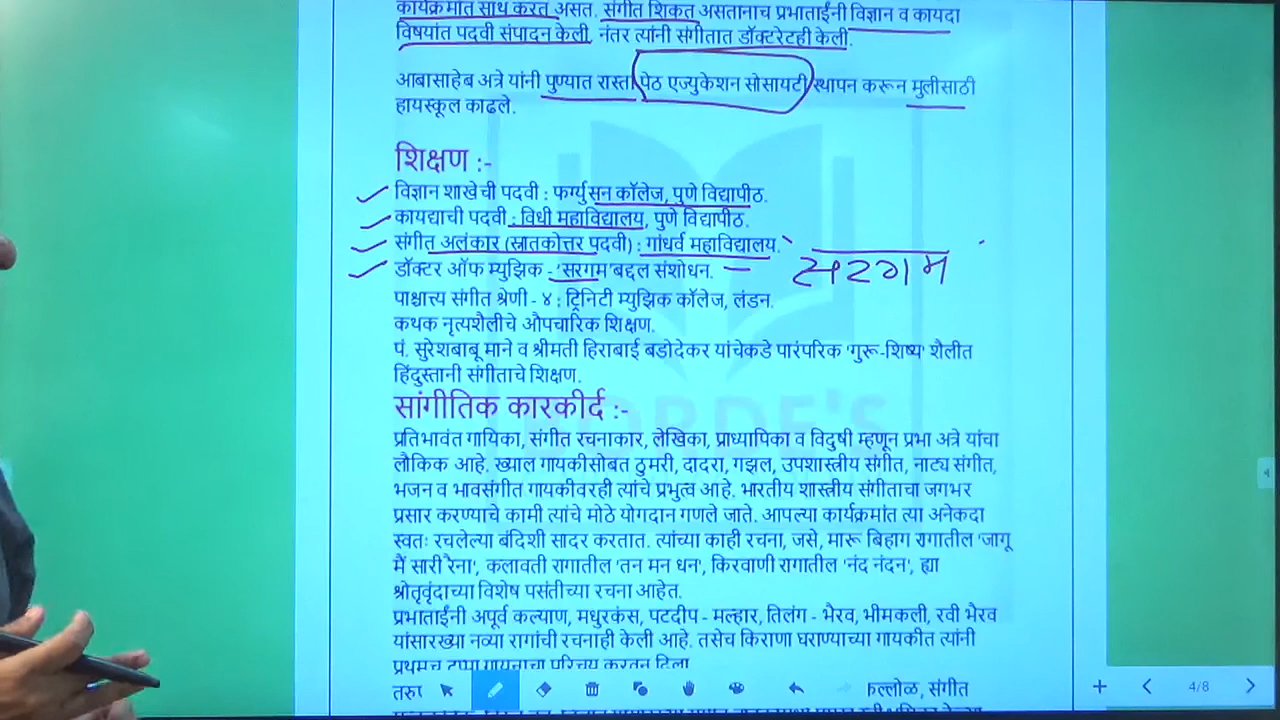 कार्यक्रमांत साथ करत असत. संगीत शिकत असतानाच प्रभाताईंनी विज्ञान व कायदा
विषयांत पदवी संपादन केली. नंतर त्यांनी संगीतात डॉक्टरेटही केली.
आबासाहेब अत्रे यांनी पुण्यात रास्ता पेठ एज्युकेशन सोसायटी स्थापन करून मुलीसाठी
हायस्कूल काढले.
शिक्षण :-
विज्ञान शाखेची पदवी : फर्ग्युसन कॉलेज, पुणे विद्यापीठ.
कायद्याची पदवी : विधी महाविद्यालय, पुणे विद्यापीठ.
संगीत अलंकार (स्नातकोत्तर पदवी) : गांधर्व महाविद्यालय.
डॉक्टर ऑफ म्युझिक - 'सरगम'बद्दल संशोधन.
सरगम
पाश्चात्त्य संगीत श्रेणी - ४ : ट्रिनिटी म्युझिक कॉलेज, लंडन.
कथक नृत्यशैलीचे औपचारिक शिक्षण.
पं. सुरेशबाबू माने व श्रीमती हिराबाई बडोदेकर यांचेकडे पारंपरिक 'गुरू-शिष्य' शैलीत
हिंदुस्तानी संगीताचे शिक्षण.
सांगीतिक कारकीर्द :-
प्रतिभावंत गायिका, संगीत रचनाकार, लेखिका, प्राध्यापिका व विदुषी म्हणून प्रभा अत्रे यांचा
लौकिक आहे. ख्याल गायकीसोबत ठुमरी, दादरा, गझल, उपशास्त्रीय संगीत, नाट्य संगीत,
भजन व भावसंगीत गायकीवरही त्यांचे प्रभुत्व आहे. भारतीय शास्त्रीय संगीताचा जगभर
प्रसार करण्याचे कामी त्यांचे मोठे योगदान गणले जाते. आपल्या कार्यक्रमांत त्या अनेकदा
स्वतः रचलेल्या बंदिशी सादर करतात. त्यांच्या काही रचना, जसे, मारू बिहाग रागातील 'जागू
मैं सारी रैना', कलावती रागातील 'तन मन धन', किरवाणी रागातील 'नंद नंदन', ह्या
श्रोतृवृंदाच्या विशेष पसंतीच्या रचना आहेत.
प्रभाताईंनी अपूर्व कल्याण, मधुरकंस, पटदीप - मल्हार, तिलंग - भैरव, भीमकली, रवी भैरव
यांसारख्या नव्या रागांची रचनाही केली आहे. तसेच किराणा घराण्याच्या गायकीत त्यांनी
प्रथमच टप्पा गायनाचा परिचय करवून दिला
संगीत
4/8